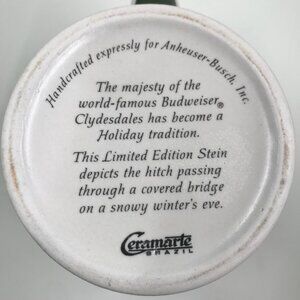 Handcrafted expressly for Anheuser-Busch, Inc.
The majesty of the
world-famous Budweiser®
Clydesdales has become a
Holiday tradition.
This Limited Edition Stein
depicts the hitch passing
through a covered bridge
on a snowy winter's eve.
Ceramarte
BRAZIL